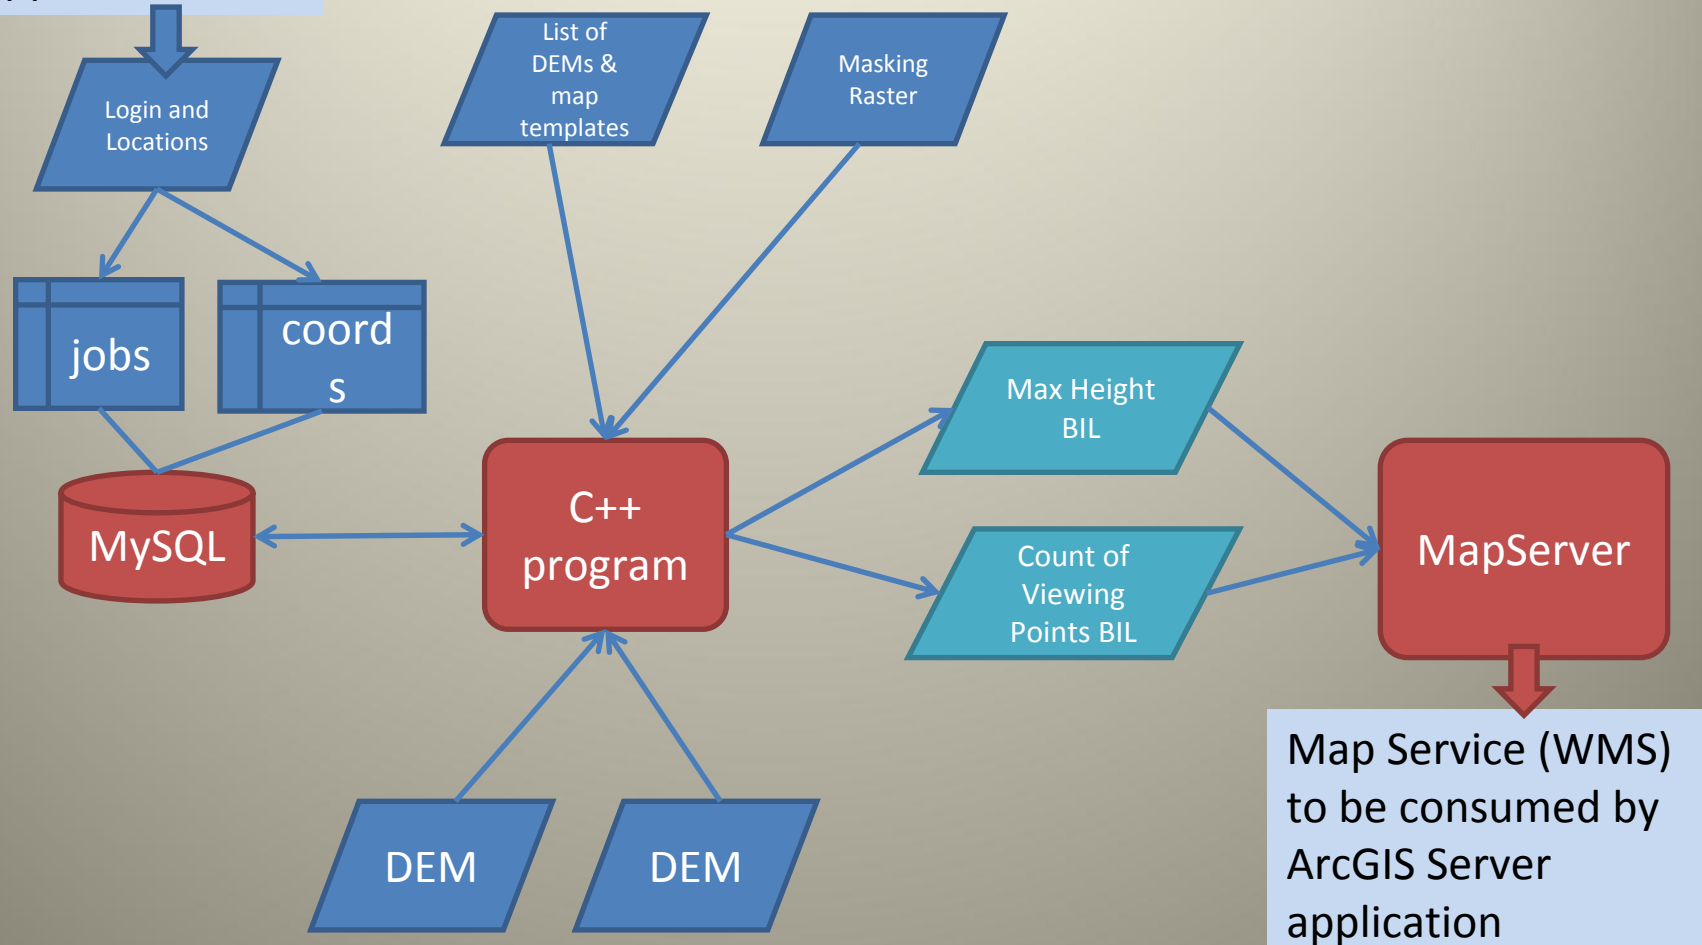 List of
DEMs &
map
templates
Masking
Raster
Login and
Locations
jobs
coord
s
Max Height
BIL
C++
program
MySQL
MapServer
Count of
Viewing
Points BIL
Map Service (WMS)
to be consumed by
ArcGIS Server
application
DEM
DEM